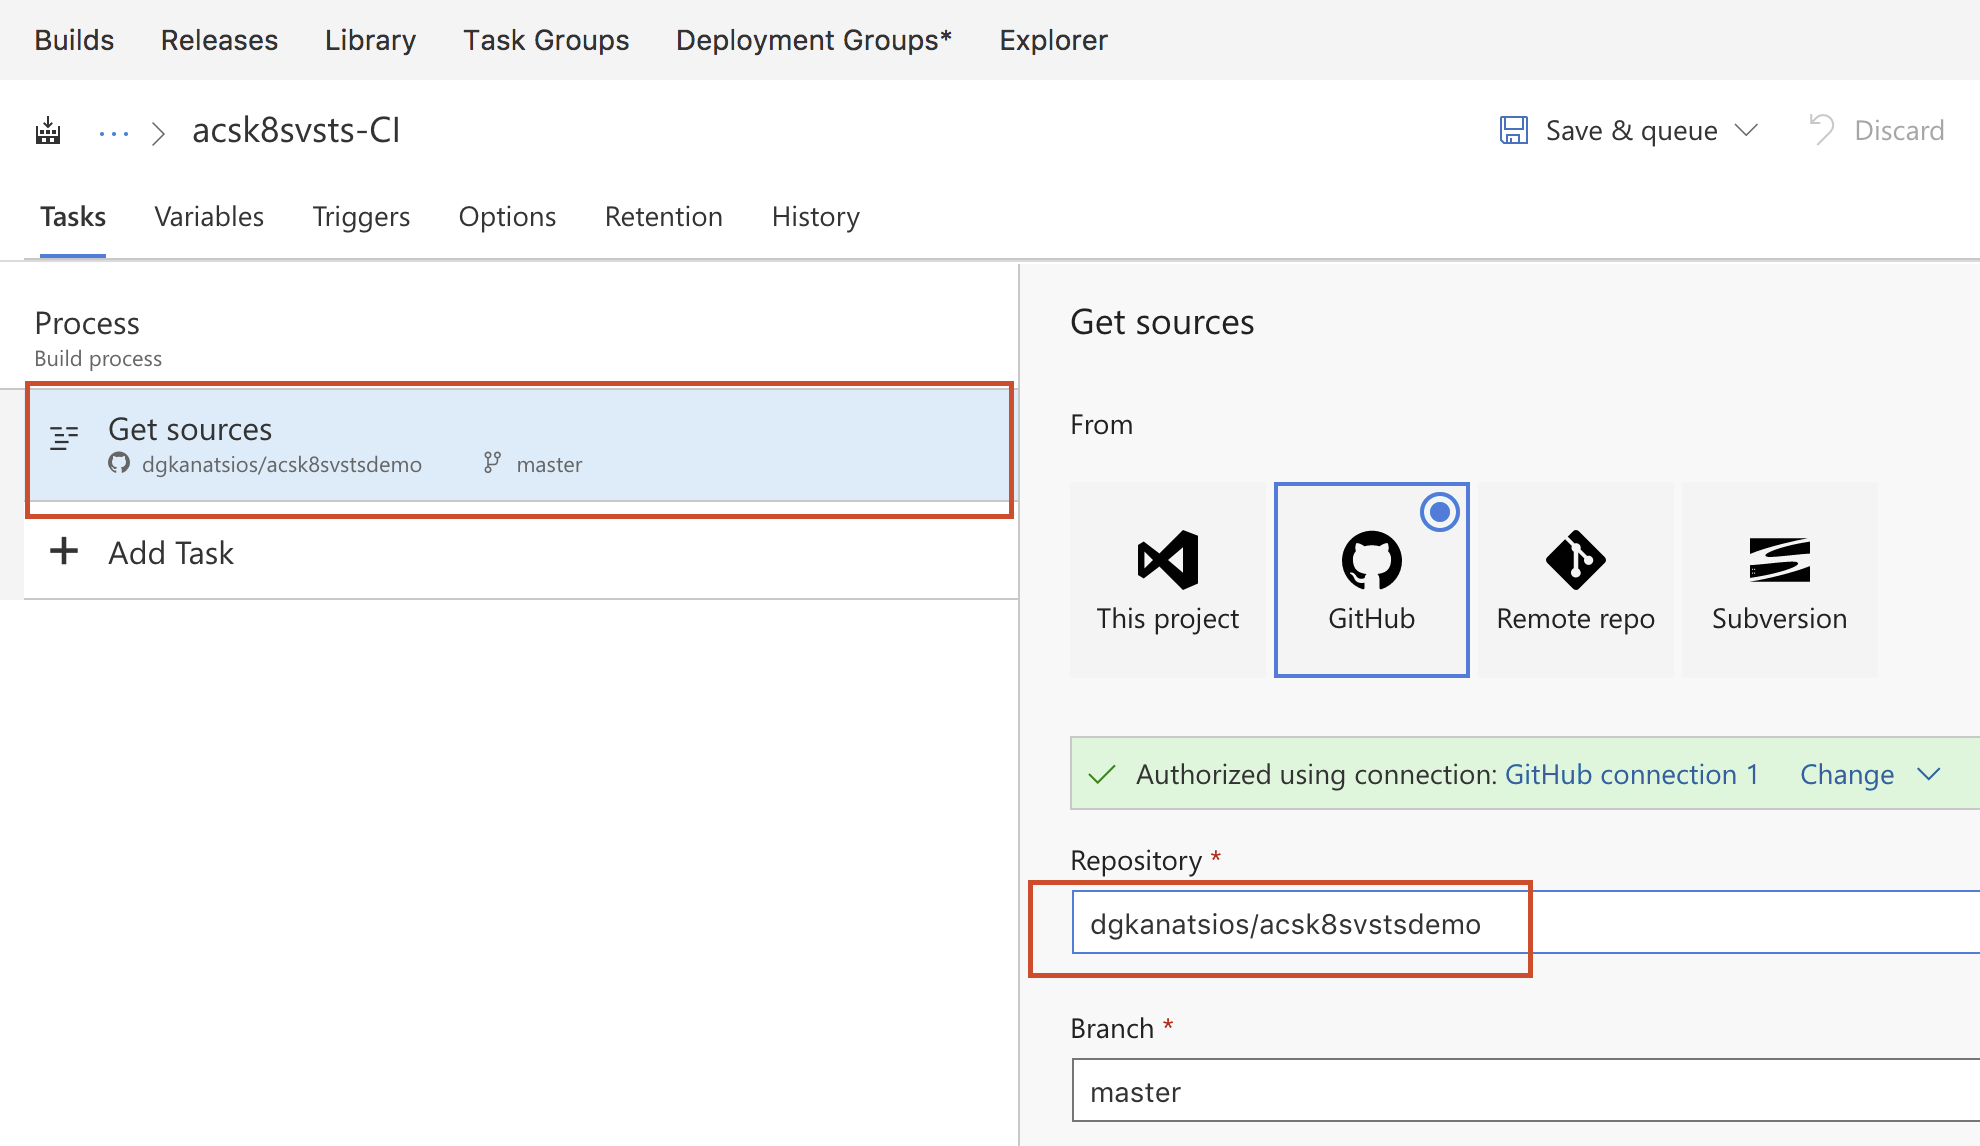 Builds Releases Library Task Groups Deployment Groups* Explorer
... acsk8svsts-CI Save & queue Discard
Tasks Variables Triggers Options Retention History
Process
Build process
Get sources
dgkanatsios/acsk8svstsdemo master
Add Task
Get sources
From
This project GitHub Remote repo Subversion
Authorized using connection: GitHub connection 1 Change
Repository *
dgkanatsios/acsk8svstsdemo
Branch *
master